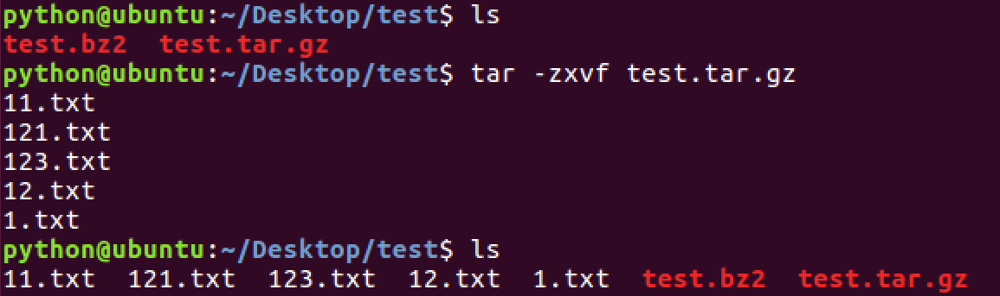 python@ubuntu:~/Desktop/test$ ls
test.bz2  test.tar.gz
python@ubuntu:~/Desktop/test$ tar -zxvf test.tar.gz
11.txt
121.txt
123.txt
12.txt
1.txt
python@ubuntu:~/Desktop/test$ ls
11.txt  121.txt  123.txt  12.txt  1.txt  test.bz2  test.tar.gz